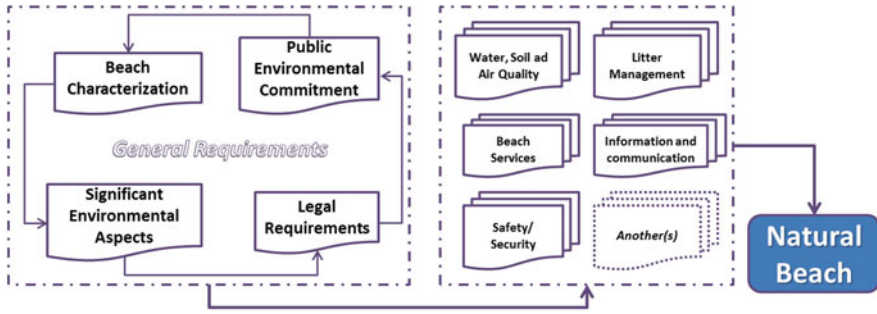 Beach
Characterization
Public
Environmental
Commitment
General Requirements
Significant
Environmental
Aspects
Legal
Requirements
Water, Soil ad
Air Quality
Litter
Management
Beach
Services
Information and
communication
Safety/
Security
Another(s)
Natural
Beach